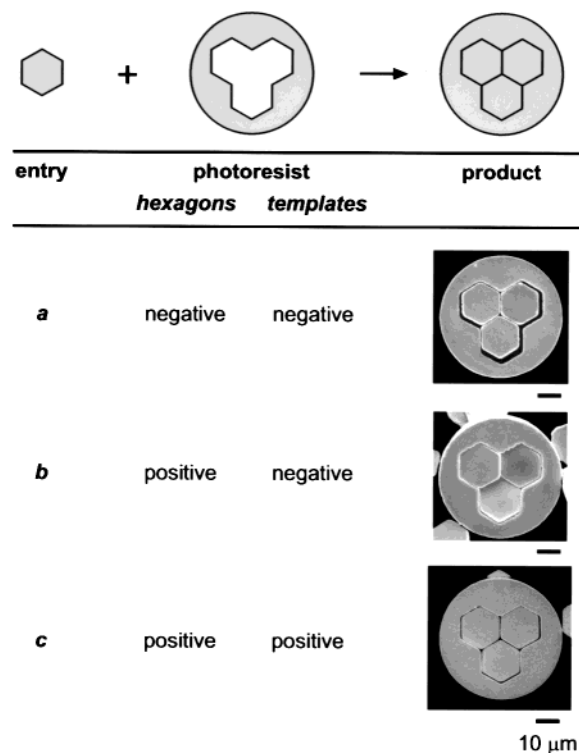 +
entry photoresist product
hexagons templates
a negative negative
b positive negative
c positive positive
10 μm